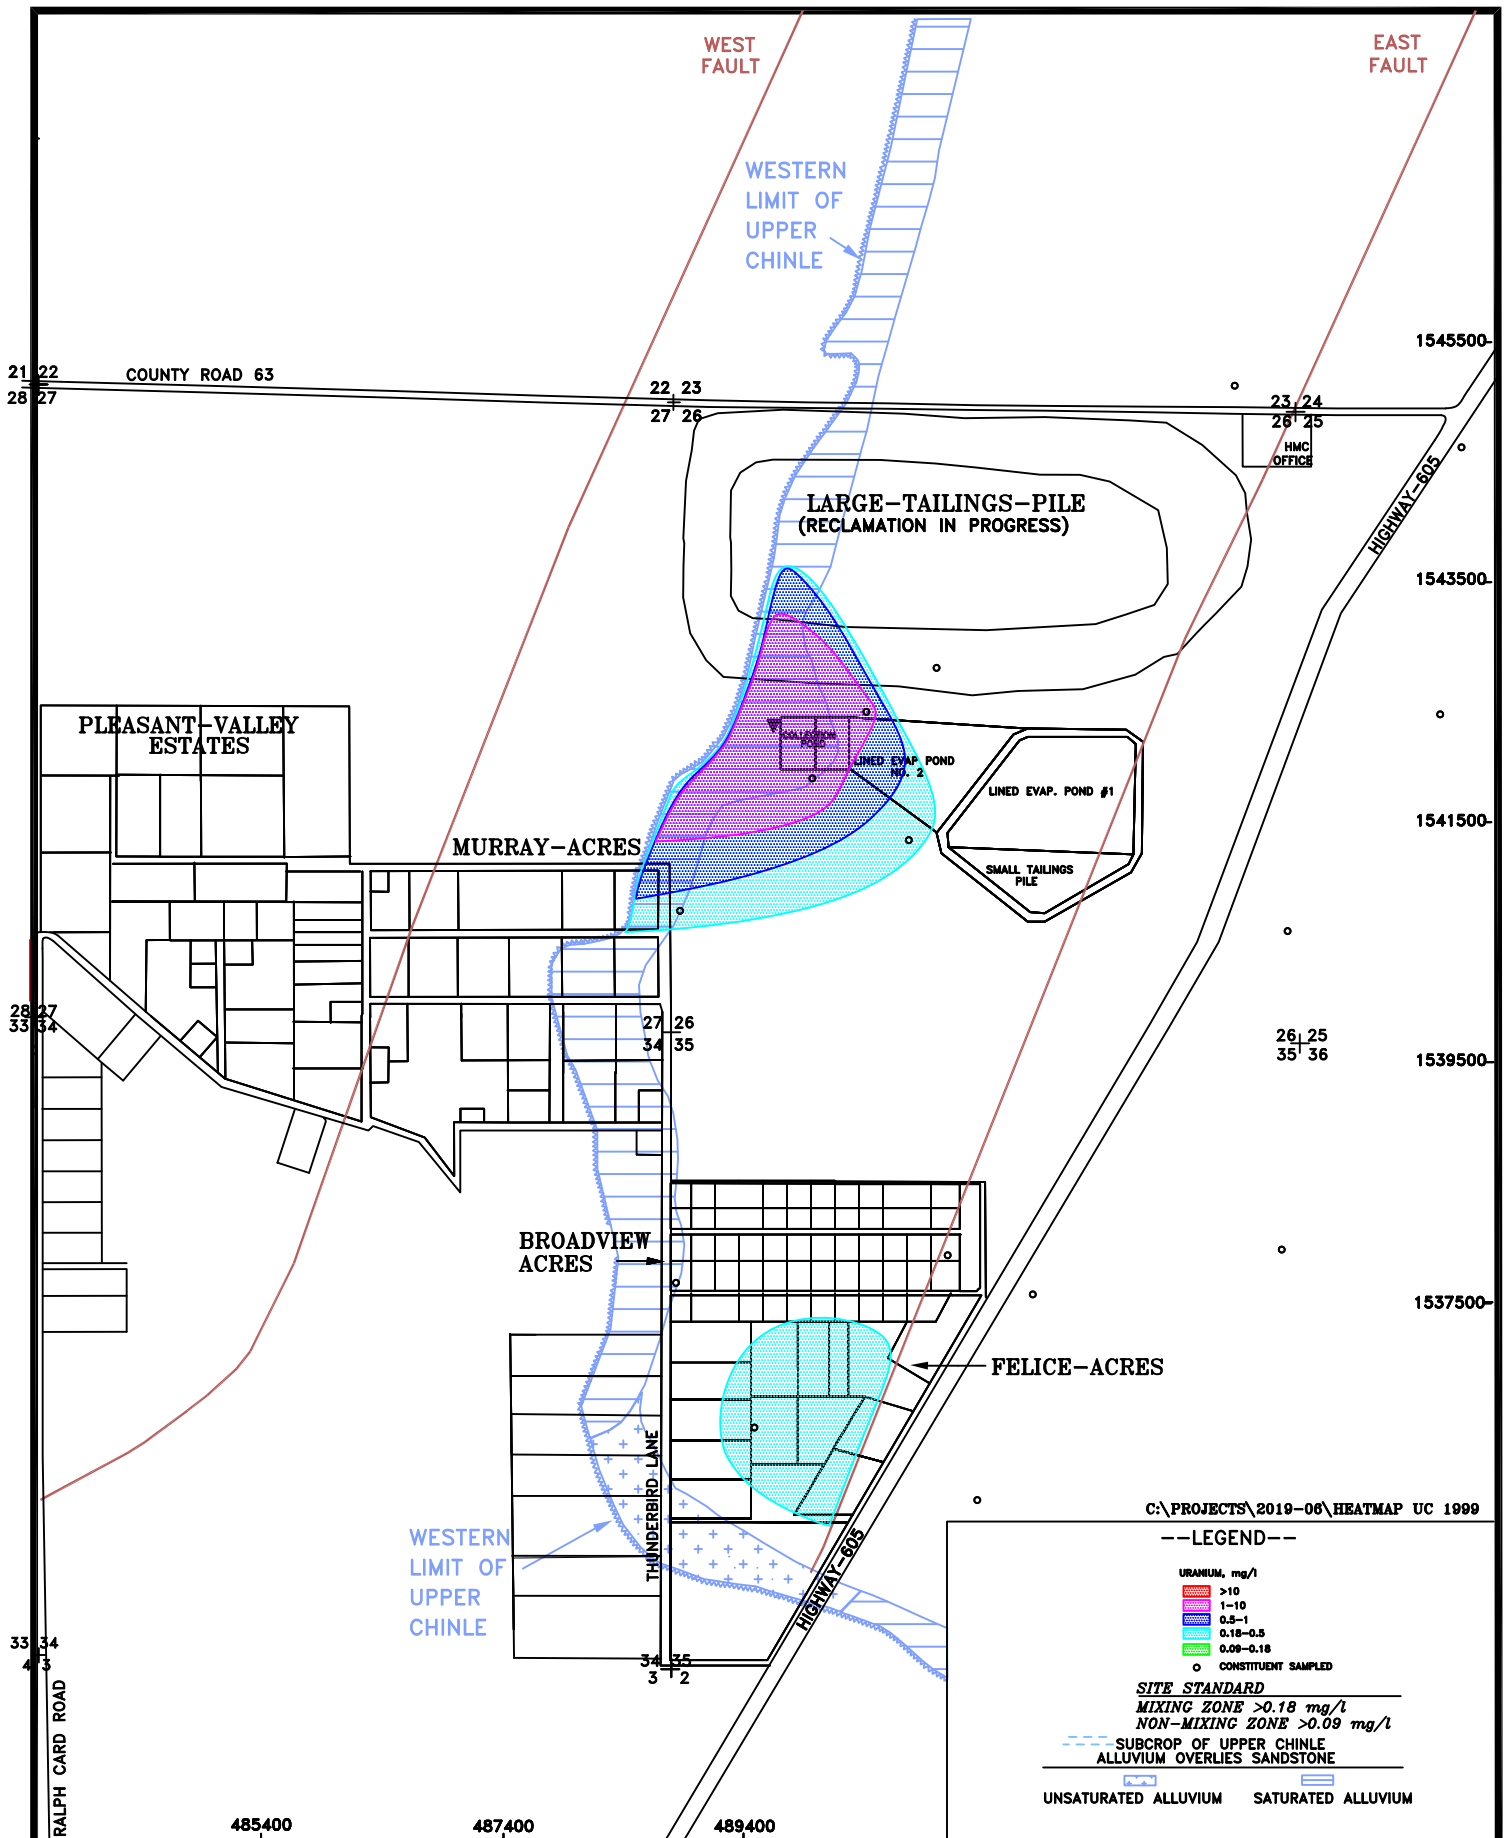 WEST
FAULT
EAST
FAULT
WESTERN
LIMIT OF
UPPER
CHINLE
1545500
21 22
28 27
COUNTY ROAD 63
22 23
27 26
23 24
26 25
HMC
OFFICE
HIGHWAY-605
LARGE-TAILINGS-PILE
(RECLAMATION IN PROGRESS)
1543500
PLEASANT-VALLEY
ESTATES
COLLECTION
POND
LINED EVAP POND
NO. 2
LINED EVAP. POND #1
1541500
MURRAY-ACRES
SMALL TAILINGS
PILE
28 27
33 34
27 26
34 35
26 25
35 36
1539500
BROADVIEW
ACRES
1537500
FELICE-ACRES
THUNDERBIRD LANE
WESTERN
LIMIT OF
UPPER
CHINLE
HIGHWAY-605
C:\PROJECTS\2019-06\HEATMAP UC 1999
--LEGEND--
URANIUM, mg/l
>10
1-10
0.5-1
0.18-0.5
0.09-0.18
CONSTITUENT SAMPLED
SITE STANDARD
MIXING ZONE >0.18 mg/l
NON-MIXING ZONE >0.09 mg/l
SUBCROP OF UPPER CHINLE
ALLUVIUM OVERLIES SANDSTONE
UNSATURATED ALLUVIUM
SATURATED ALLUVIUM
33 34
4 3
34 35
3 2
RALPH CARD ROAD
485400
487400
489400